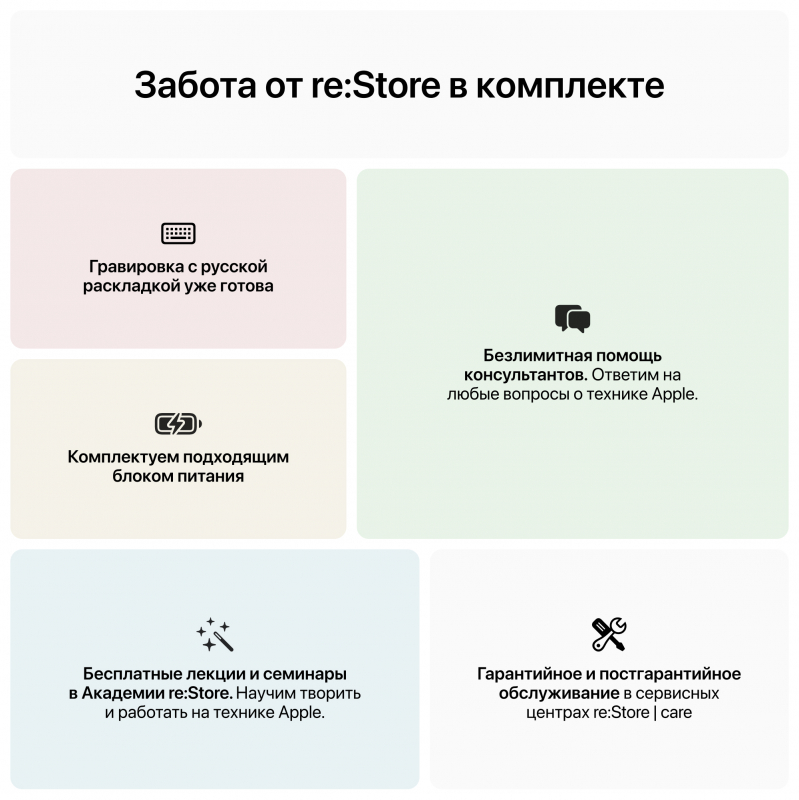 Забота от re:Store в комплекте
Гравировка с русской
раскладкой уже готова
Безлимитная помощь
консультантов. Ответим на
любые вопросы о технике Apple.
Комплектуем подходящим
блоком питания
Бесплатные лекции и семинары
в Академии re:Store. Научим творить
и работать на технике Apple.
Гарантийное и постгарантийное
обслуживание в сервисных
центрах re:Store | care